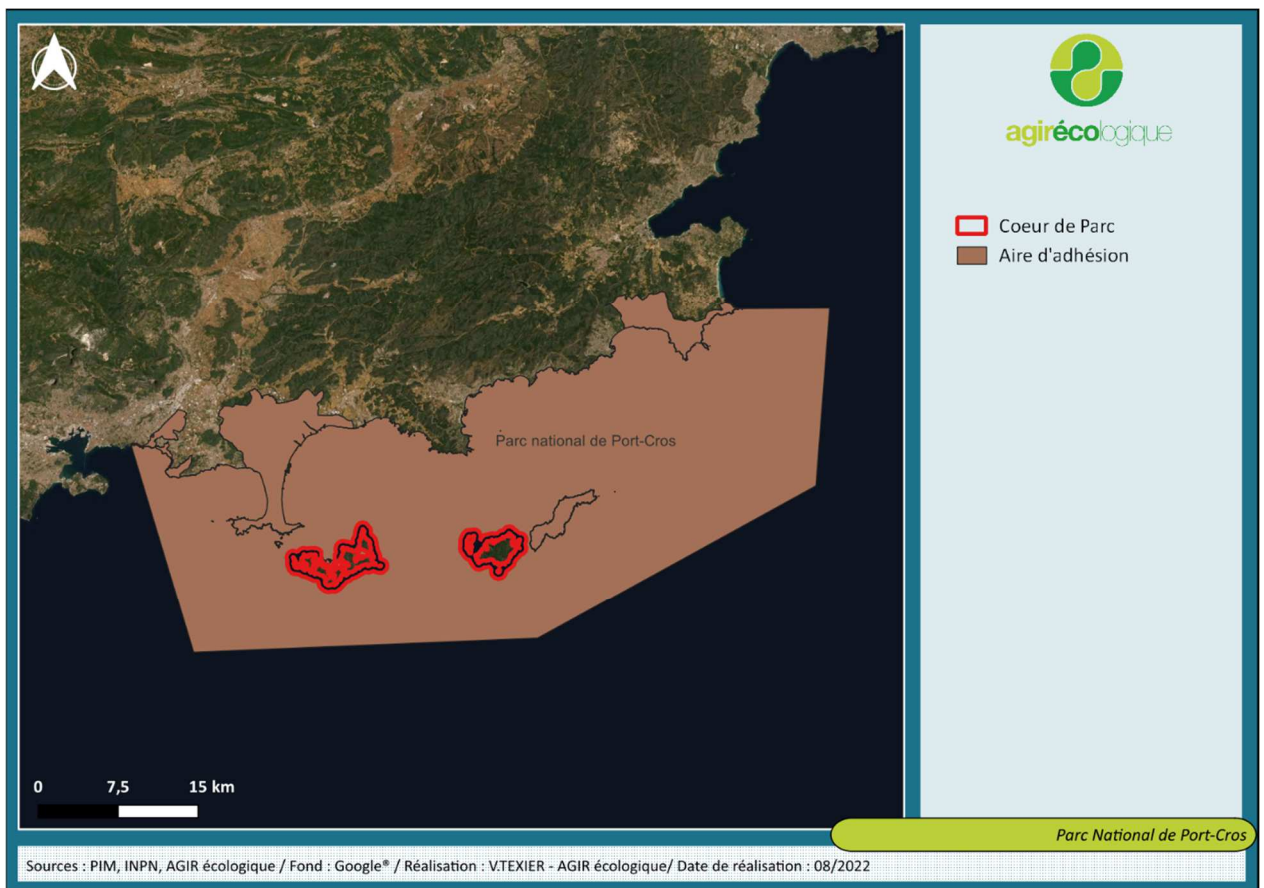 agirécologique
Coeur de Parc
Aire d'adhésion
Parc national de Port-Cros
0 7,5 15 km
Parc National de Port-Cros
Sources : PIM, INPN, AGIR écologique / Fond : Google® / Réalisation : V.TEXIER - AGIR écologique/ Date de réalisation : 08/2022